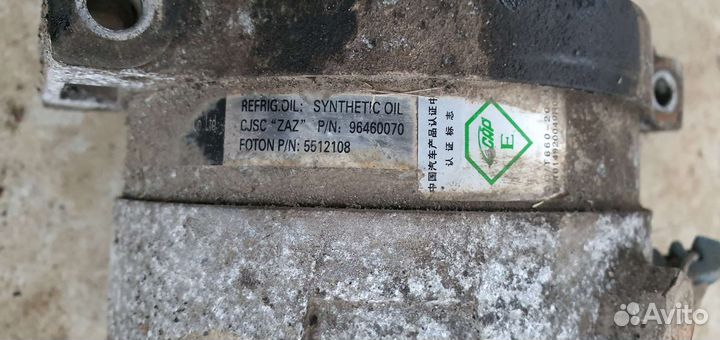 REFRIG.OIL: SYNTHETIC OIL
CJSC "ZAZ" P/N: 96460070
FOTON P/N: 5512108
中国汽车产品认证中
认证标志
CAP
E
Avito